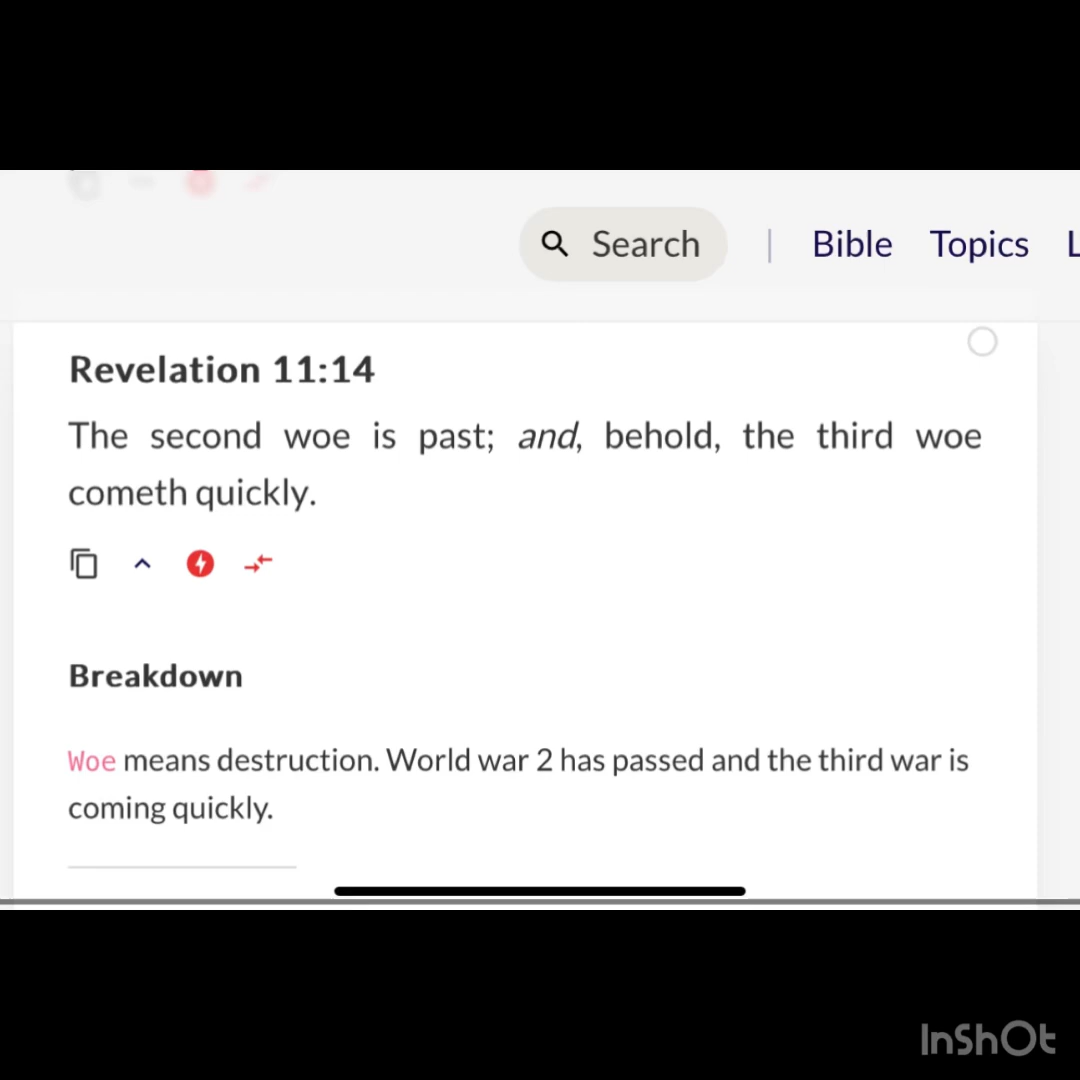 Search | Bible Topics L
Revelation 11:14
The second woe is past; and, behold, the third woe
cometh quickly.
Breakdown
Woe means destruction. World war 2 has passed and the third war is
coming quickly.
InShOt